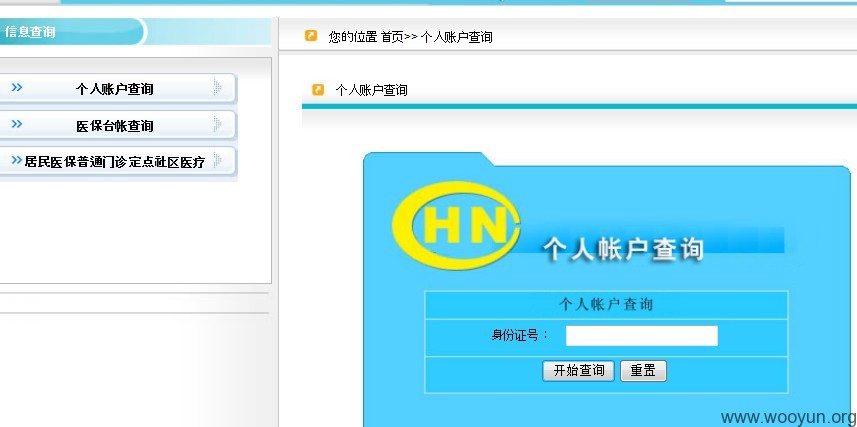 信息查询
个人账户查询
医保台帐查询
居民医保普通门诊定点社区医疗
您的位置 首页>> 个人账户查询
个人账户查询
CHN
个人帐户查询
个人帐户查询
身份证号：
开始查询 重置
www.wooyun.org